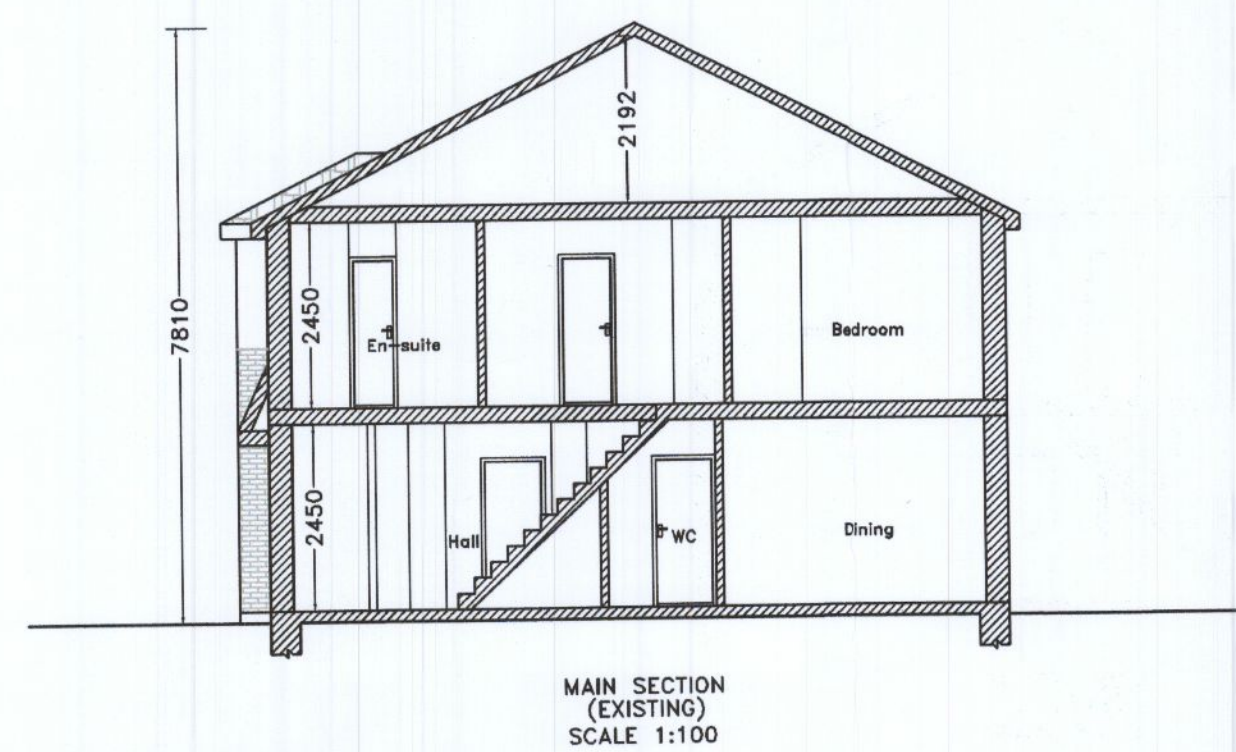 2192
7810
2450
En-suite
Bedroom
2450
Hall
WC
Dining
MAIN SECTION
(EXISTING)
SCALE 1:100